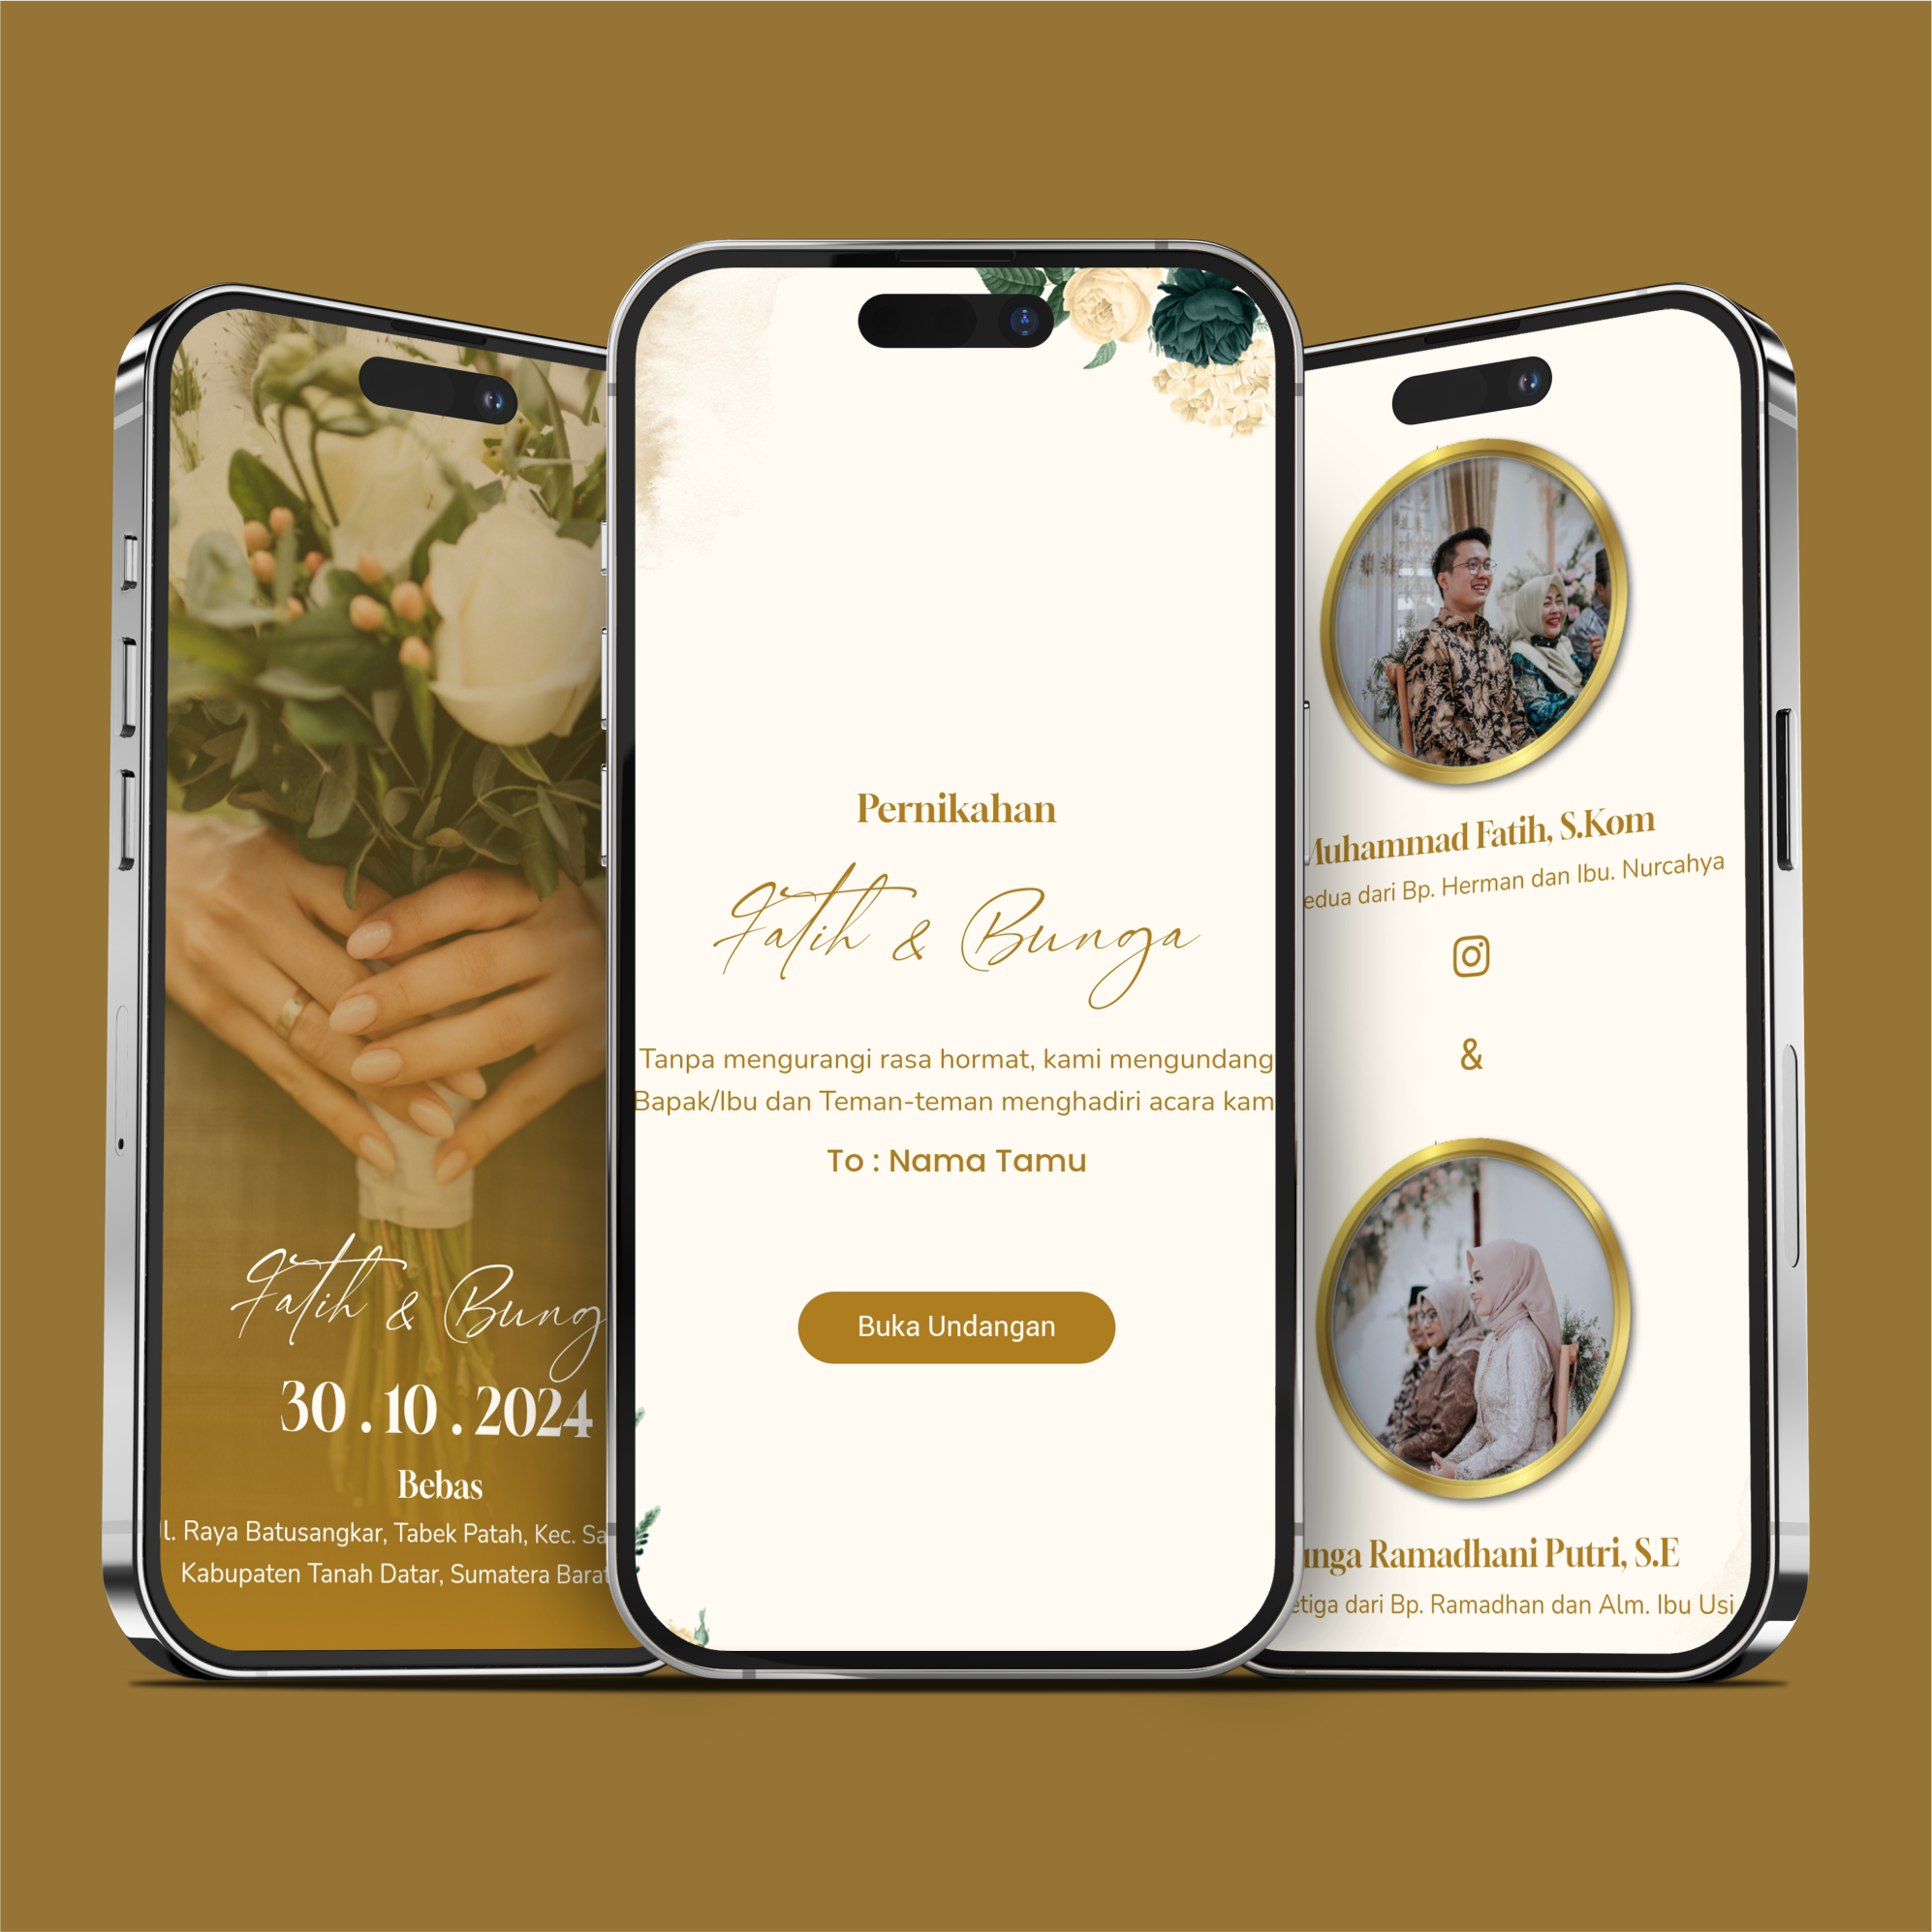 Fatih & Bung
30 . 10 . 2024
Bebas
l. Raya Batusangkar, Tabek Patah, Kec. Sa
Kabupaten Tanah Datar, Sumatera Barat
Pernikahan
Fatih & Bunga
Tanpa mengurangi rasa hormat, kami mengundang
Bapak/Ibu dan Teman-teman menghadiri acara kam
To : Nama Tamu
Buka Undangan
uhammad Fatih, S.Kom
edua dari Bp. Herman dan Ibu. Nurcahya
&
nga Ramadhani Putri, S.E
etiga dari Bp. Ramadhan dan Alm. Ibu Usi